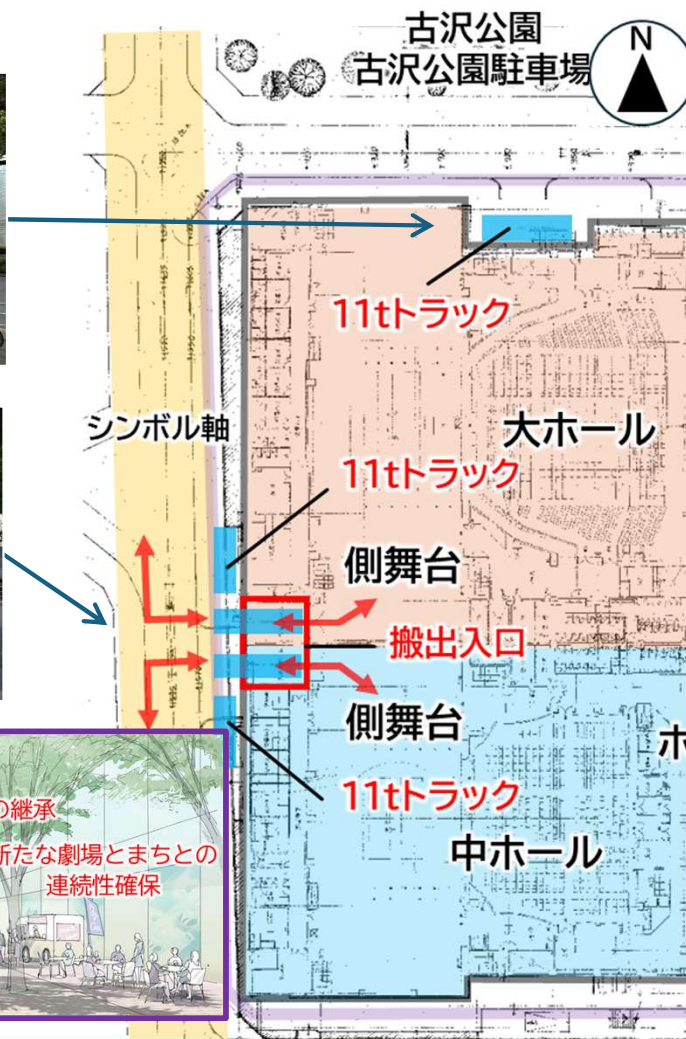 古沢公園
古沢公園駐車場
N
11tトラック
大ホール
シンボル軸
11tトラック
側舞台
搬出入口
側舞台
ホ
11tトラック
中ホール
の継承
新たな劇場とまちとの
連続性確保